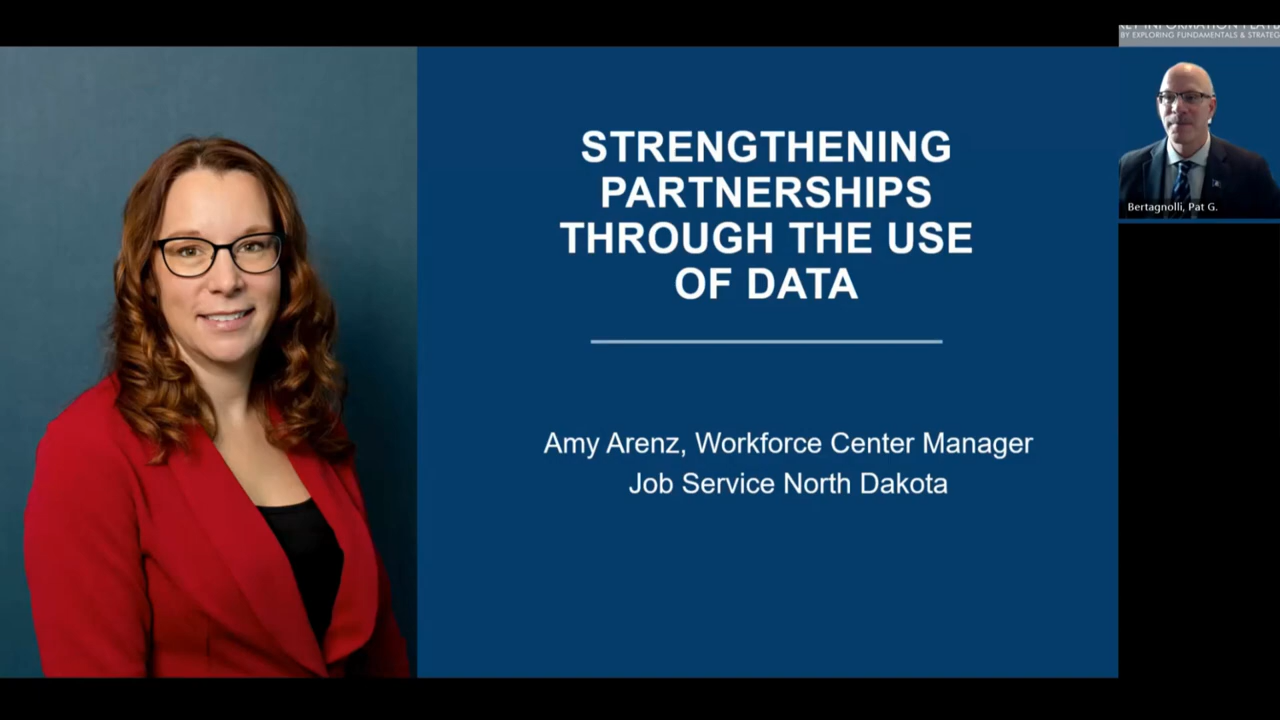 STRENGTHENING
PARTNERSHIPS
THROUGH THE USE
OF DATA
Amy Arenz, Workforce Center Manager
Job Service North Dakota
BY EXPLORING FUNDAMENTALS &
Bertagnolli, Pat G.